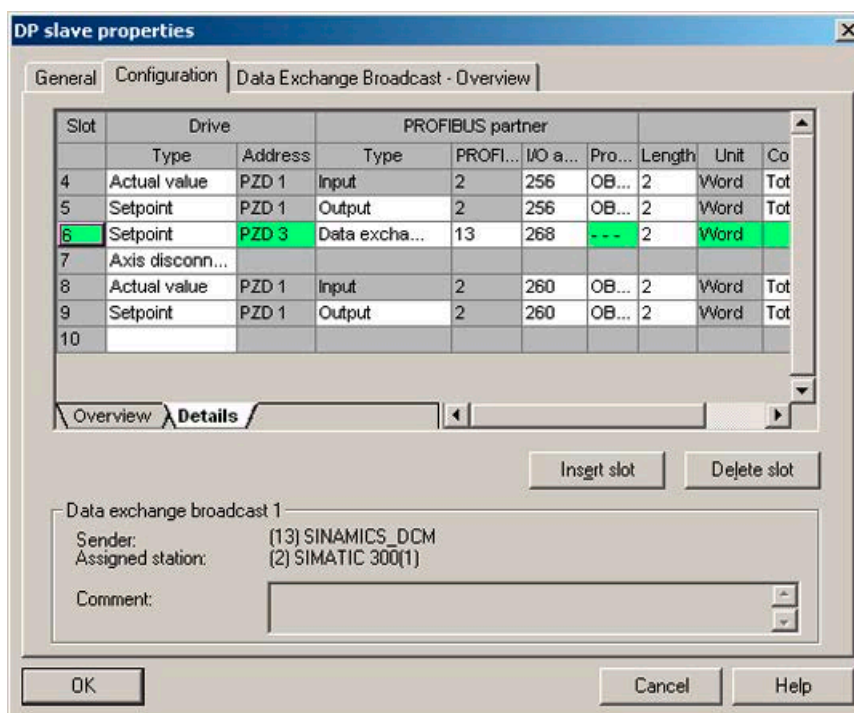 DP slave properties
General Configuration Data Exchange Broadcast - Overview
Slot Drive PROFIBUS partner
Type Address Type PROFI... I/O a... Pro... Length Unit Co
4 Actual value PZD 1 Input 2 256 OB... 2 Word Tot
5 Setpoint PZD 1 Output 2 256 OB... 2 Word Tot
6 Setpoint PZD 3 Data excha... 13 268 --- 2 Word
7 Axis disconn...
8 Actual value PZD 1 Input 2 260 OB... 2 Word Tot
9 Setpoint PZD 1 Output 2 260 OB... 2 Word Tot
10
Overview Details
Insert slot Delete slot
Data exchange broadcast 1
Sender: (13) SINAMICS_DCM
Assigned station: (2) SIMATIC 300(1)
Comment:
OK Cancel Help